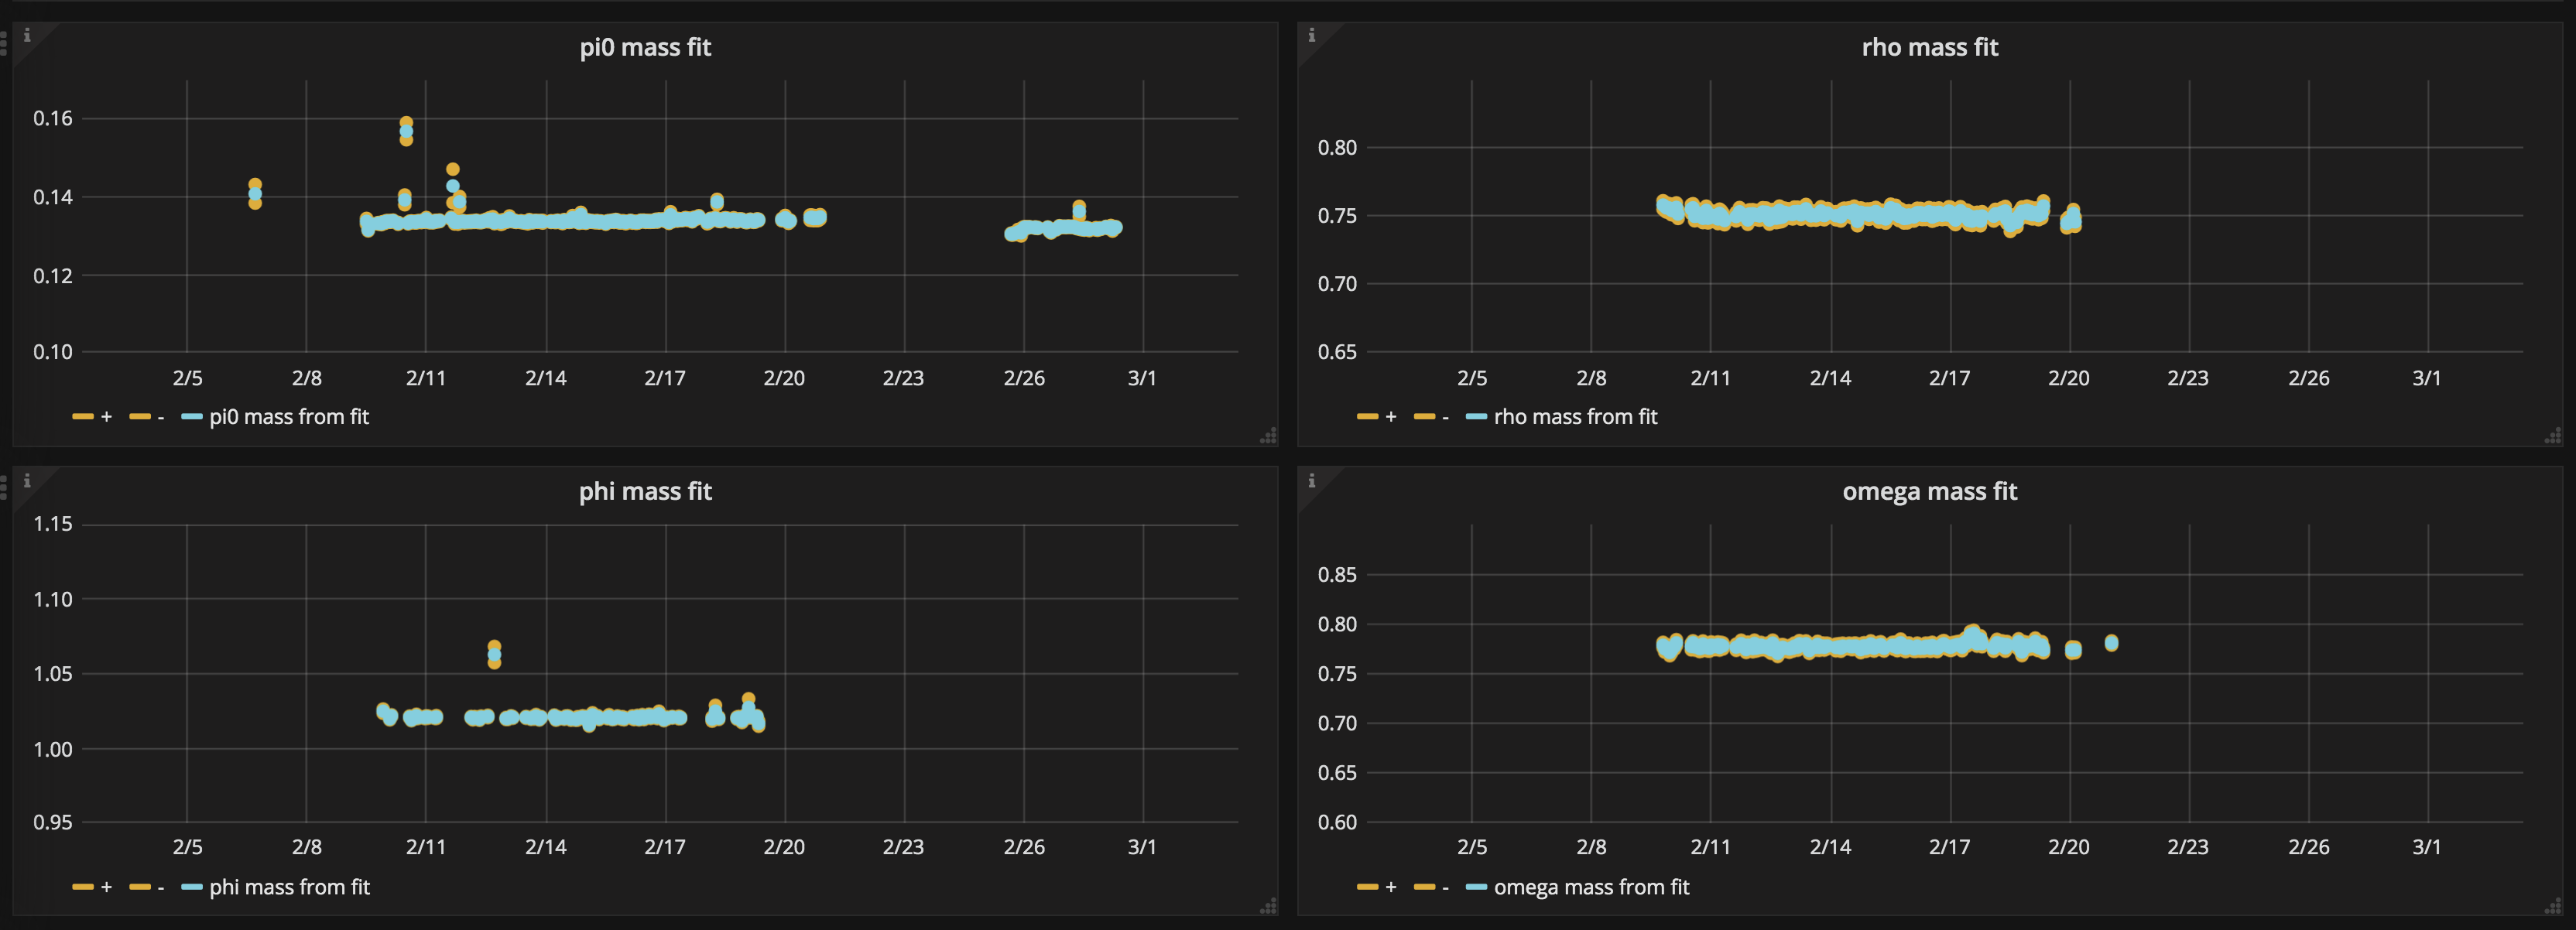 i
pi0 mass fit
0.16
0.14
0.12
0.10
2/5 2/8 2/11 2/14 2/17 2/20 2/23 2/26 3/1
+ - pi0 mass from fit
i
rho mass fit
0.80
0.75
0.70
0.65
2/5 2/8 2/11 2/14 2/17 2/20 2/23 2/26 3/1
+ - rho mass from fit
i
phi mass fit
1.15
1.10
1.05
1.00
0.95
2/5 2/8 2/11 2/14 2/17 2/20 2/23 2/26 3/1
+ - phi mass from fit
i
omega mass fit
0.85
0.80
0.75
0.70
0.65
0.60
2/5 2/8 2/11 2/14 2/17 2/20 2/23 2/26 3/1
+ - omega mass from fit